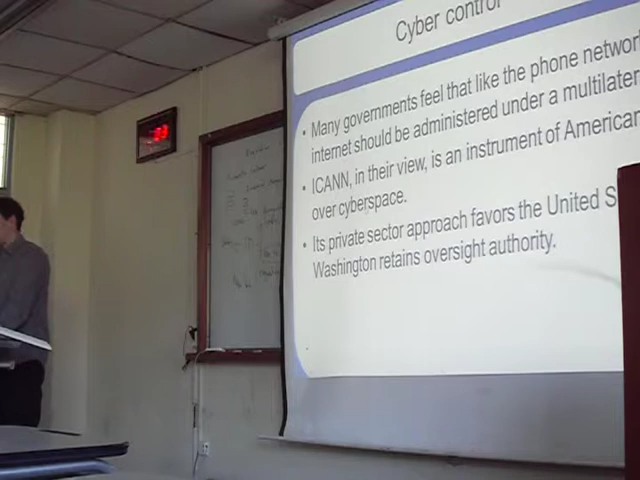 Cyber control
• Many governments feel that like the phone network
internet should be administered under a multilateral
• ICANN, in their view, is an instrument of American
over cyberspace.
• Its private sector approach favors the United S
Washington retains oversight authority.